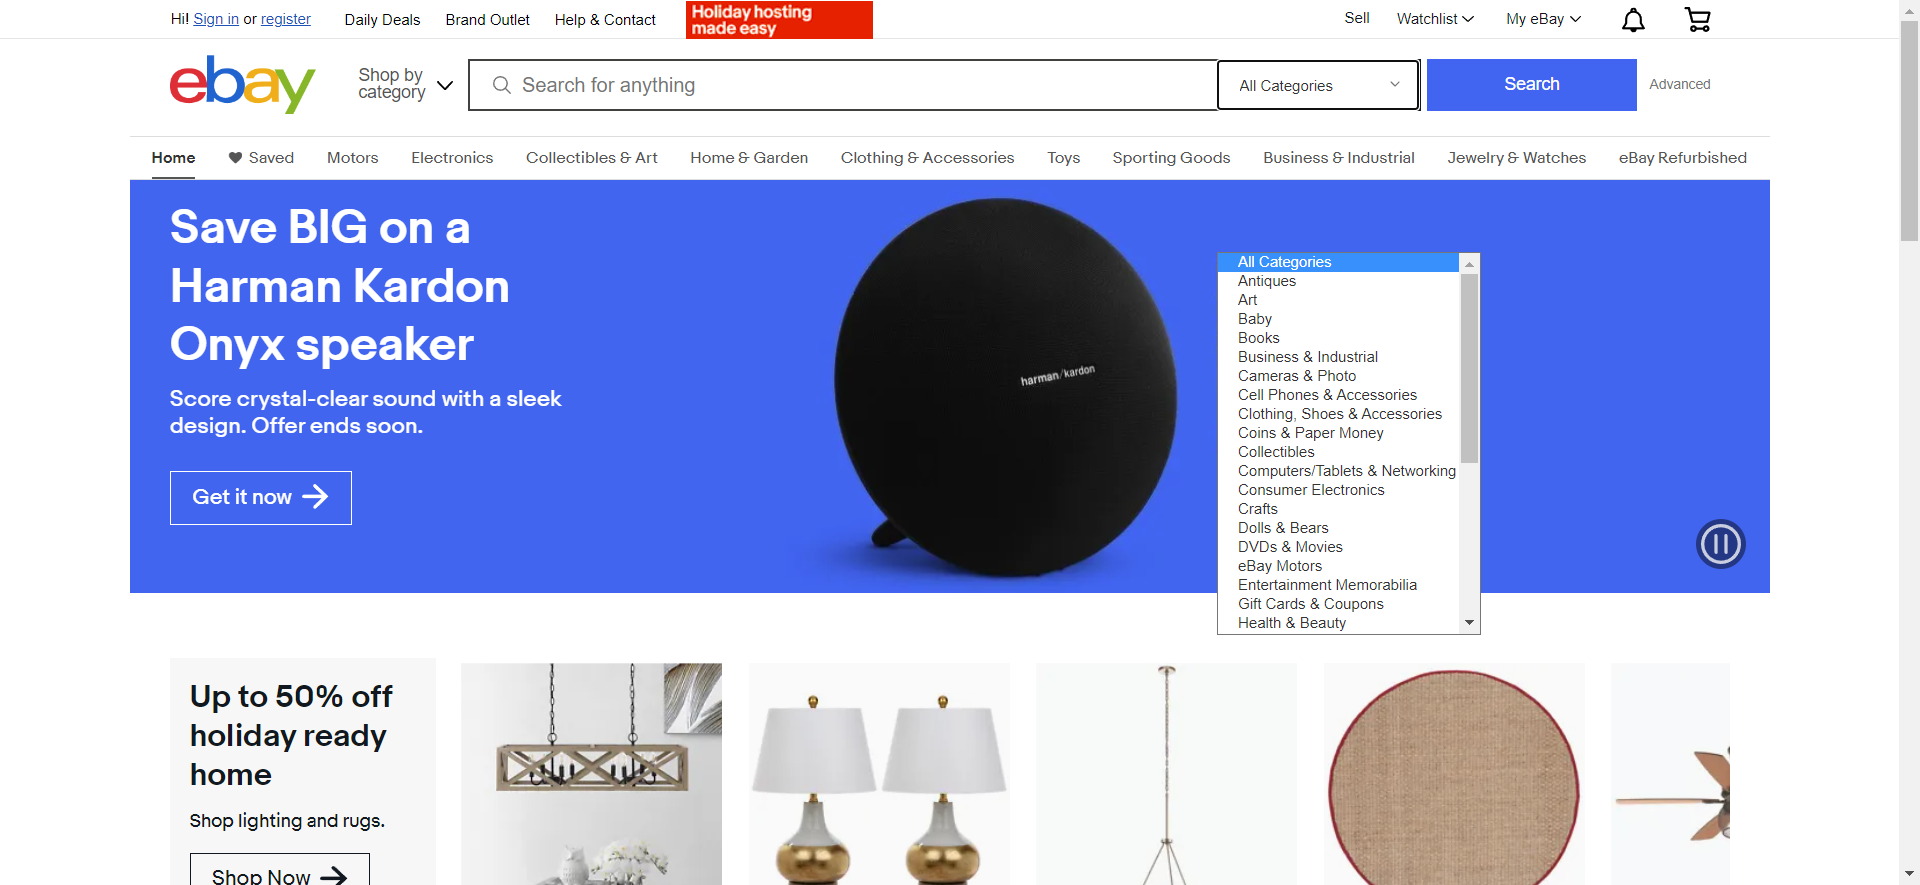 Hi! Sign in or register
Daily Deals
Brand Outlet
Help & Contact
Holiday hosting
made easy
Sell
Watchlist
My eBay
ebay
Shop by
category
Search for anything
All Categories
Search
Advanced
Home
Saved
Motors
Electronics
Collectibles & Art
Home & Garden
Clothing & Accessories
Toys
Sporting Goods
Business & Industrial
Jewelry & Watches
eBay Refurbished
Save BIG on a
Harman Kardon
Onyx speaker
Score crystal-clear sound with a sleek
design. Offer ends soon.
Get it now
harman/kardon
All Categories
Antiques
Art
Baby
Books
Business & Industrial
Cameras & Photo
Cell Phones & Accessories
Clothing, Shoes & Accessories
Coins & Paper Money
Collectibles
Computers/Tablets & Networking
Consumer Electronics
Crafts
Dolls & Bears
DVDs & Movies
eBay Motors
Entertainment Memorabilia
Gift Cards & Coupons
Health & Beauty
Up to 50% off
holiday ready
home
Shop lighting and rugs.
Shop Now